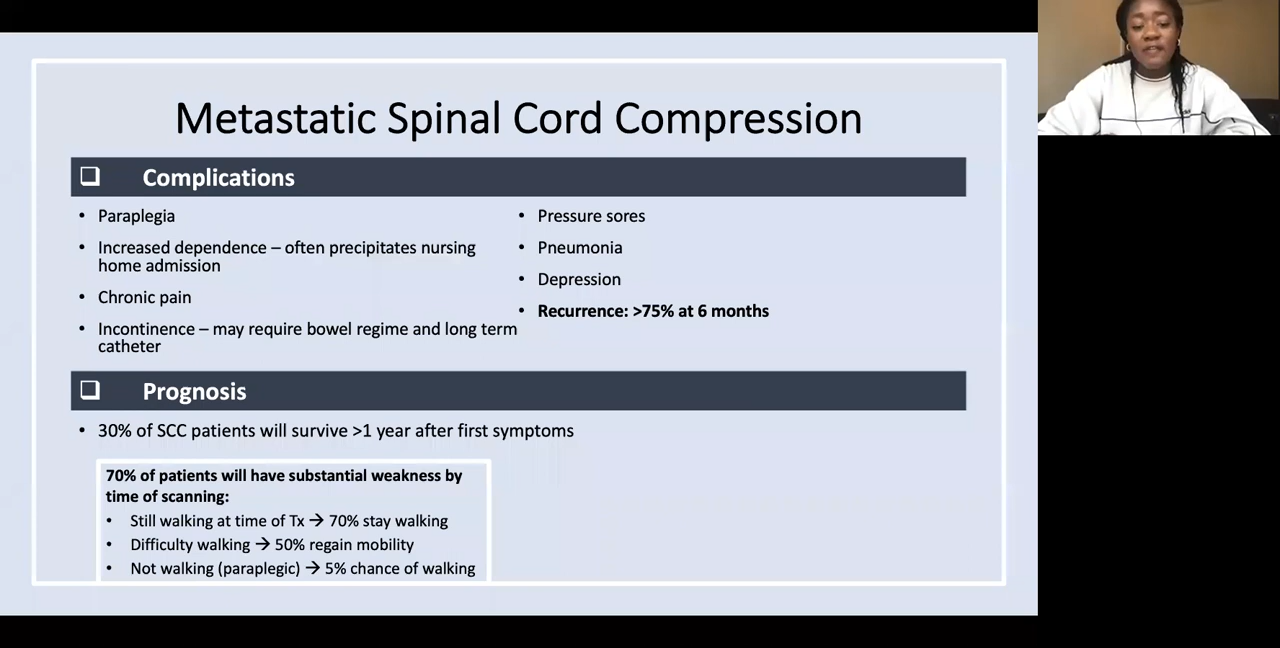 Metastatic Spinal Cord Compression
❑ Complications
• Paraplegia
• Increased dependence – often precipitates nursing
home admission
• Chronic pain
• Incontinence – may require bowel regime and long term
catheter
• Pressure sores
• Pneumonia
• Depression
• Recurrence: >75% at 6 months
❑ Prognosis
• 30% of SCC patients will survive >1 year after first symptoms
70% of patients will have substantial weakness by
time of scanning:
• Still walking at time of Tx → 70% stay walking
• Difficulty walking → 50% regain mobility
• Not walking (paraplegic) → 5% chance of walking